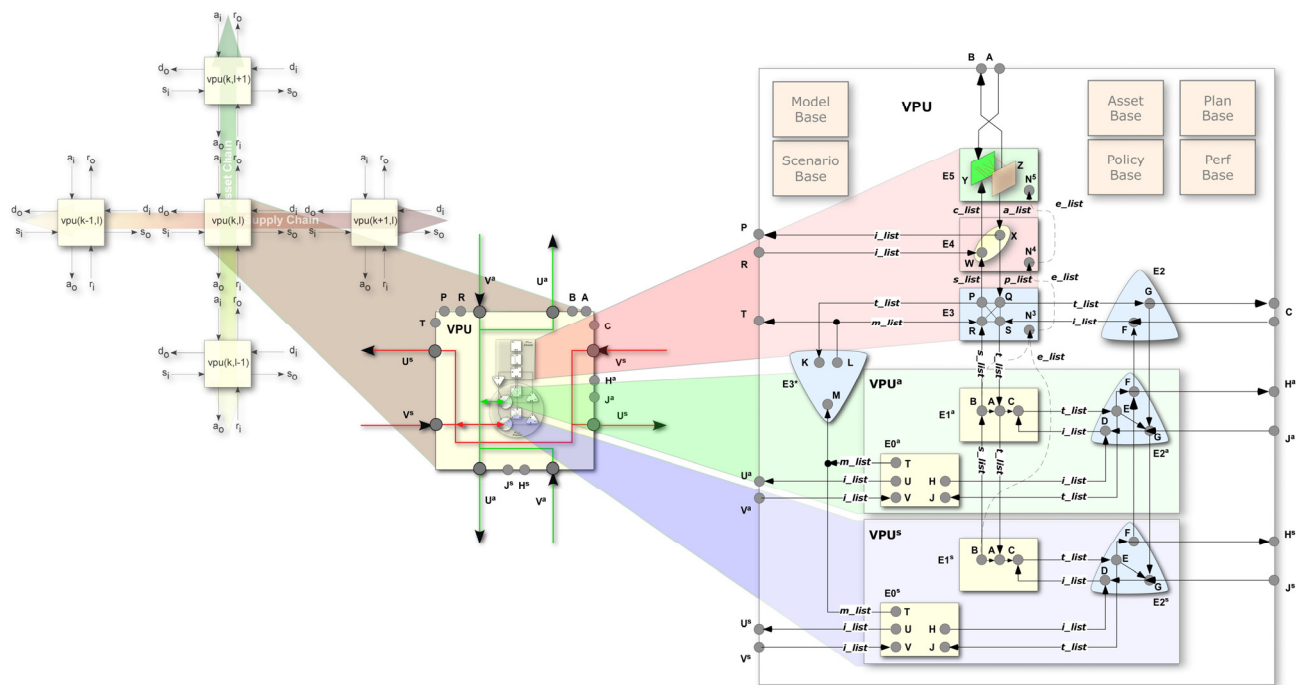 a_i r_o
d_o d_i
vpu(k,l+1)
s_i s_o
a_o r_i
Asset Chain
a_i r_o a_i r_o a_i r_o
d_o d_i d_o d_i d_o d_i
vpu(k-1,l) vpu(k,l) vpu(k+1,l)
Supply Chain
s_i s_o s_i s_o s_i s_o
a_o r_i a_o r_i a_o r_i
a_i r_o
d_o d_i
vpu(k,l-1)
s_i s_o
a_o r_i
V^a U^a
P R B A
T VPU C
U^s V^s
H^a
J^a
V^s U^s
J^s H^s
U^a V^a
B A
VPU
Model
Base
Scenario
Base
Asset
Base
Plan
Base
Policy
Base
Perf
Base
E5 Y Z N^5
c_list a_list e_list
P i_list E4 X
R i_list W N^4
s_list p_list e_list
E2
t_list P Q t_list G C
T m_list E3 R S N^3 i_list F
s_list t_list e_list
K L
E3*
M
VPU^a
H^a
B A C t_list F E
E1^a i_list D G J^a
E2^a
s_list t_list
E0^a
m_list T
U^a i_list U H i_list
V^a i_list V J t_list
VPU^s
H^s
B A C t_list F E
E1^s i_list D G J^s
E2^s
E0^s
m_list T
U^s i_list U H i_list
V^s i_list V J t_list